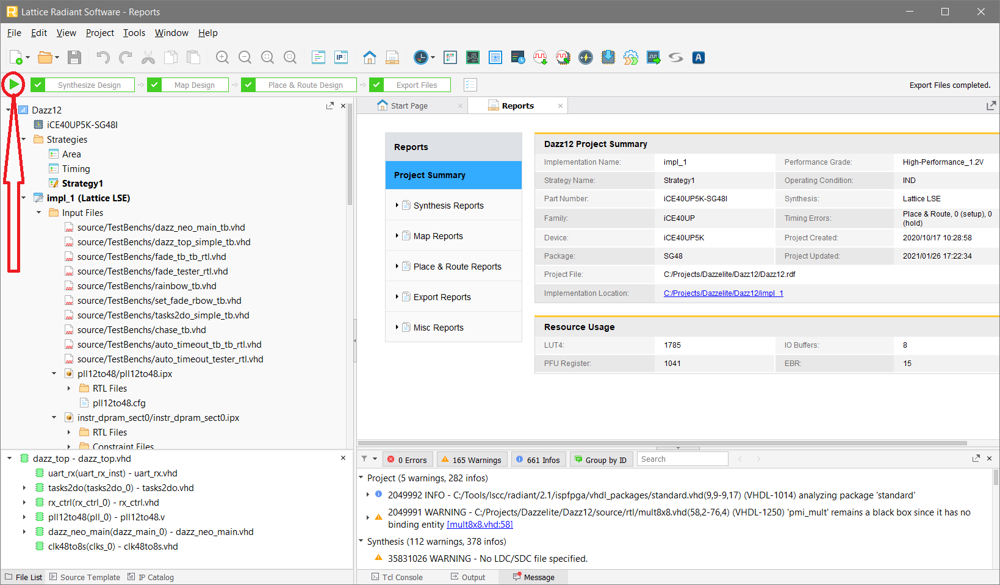 Lattice Radiant Software - Reports
File Edit View Project Tools Window Help
Synthesize Design
Map Design
Place & Route Design
Export Files
Export Files completed.
Dazz12
iCE40UP5K-SG48I
Strategies
Area
Timing
Strategy1
impl_1 (Lattice LSE)
Input Files
source/TestBenchs/dazz_neo_main_tb.vhd
source/TestBenchs/dazz_top_simple_tb.vhd
source/TestBenchs/fade_tb_tb_rtl.vhd
source/TestBenchs/fade_tester_rtl.vhd
source/TestBenchs/rainbow_tb.vhd
source/TestBenchs/set_fade_rbow_tb.vhd
source/TestBenchs/tasks2do_simple_tb.vhd
source/TestBenchs/chase_tb.vhd
source/TestBenchs/auto_timeout_tb_tb_rtl.vhd
source/TestBenchs/auto_timeout_tester_rtl.vhd
pll12to48/pll12to48.ipx
RTL Files
pll12to48.cfg
instr_dpram_sect0/instr_dpram_sect0.ipx
RTL Files
Constraint Files
dazz_top - dazz_top.vhd
uart_rx(uart_rx_inst) - uart_rx.vhd
tasks2do(tasks2do_0) - tasks2do.vhd
rx_ctrl(rx_ctrl_0) - rx_ctrl.vhd
pll12to48(pll_0) - pll12to48.v
dazz_neo_main(dazz_main_0) - dazz_neo_main.vhd
clk48to8s(clks_0) - clk48to8s.vhd
File List
Source Template
IP Catalog
Start Page
Reports
Reports
Project Summary
Synthesis Reports
Map Reports
Place & Route Reports
Export Reports
Misc Reports
Dazz12 Project Summary
Implementation Name: impl_1 Performance Grade: High-Performance_1.2V
Strategy Name: Strategy1 Operating Condition: IND
Part Number: iCE40UP5K-SG48I Synthesis: Lattice LSE
Family: iCE40UP Timing Errors: Place & Route, 0 (setup), 0
(hold)
Device: iCE40UP5K Project Created: 2020/10/17 10:28:58
Package: SG48 Project Updated: 2021/01/26 17:22:34
Project File: C:/Projects/Dazzelite/Dazz12/Dazz12.rdf
Implementation Location: C:/Projects/Dazzelite/Dazz12/impl_1
Resource Usage
LUT4: 1785 IO Buffers: 8
PFU Register: 1041 EBR: 15
0 Errors
165 Warnings
661 Infos
Group by ID
Search
Project (5 warnings, 282 infos)
2049992 INFO - C:/Tools/lscc/radiant/2.1/ispfpga/vhdl_packages/standard.vhd(9,9-9,17) (VHDL-1014) analyzing package 'standard'
2049991 WARNING - C:/Projects/Dazzelite/Dazz12/source/rtl/mult8x8.vhd(58,2-76,4) (VHDL-1250) 'pmi_mult' remains a black box since it has no
binding entity [mult8x8.vhd:58]
Synthesis (112 warnings, 378 infos)
35831026 WARNING - No LDC/SDC file specified.
Tcl Console
Output
Message